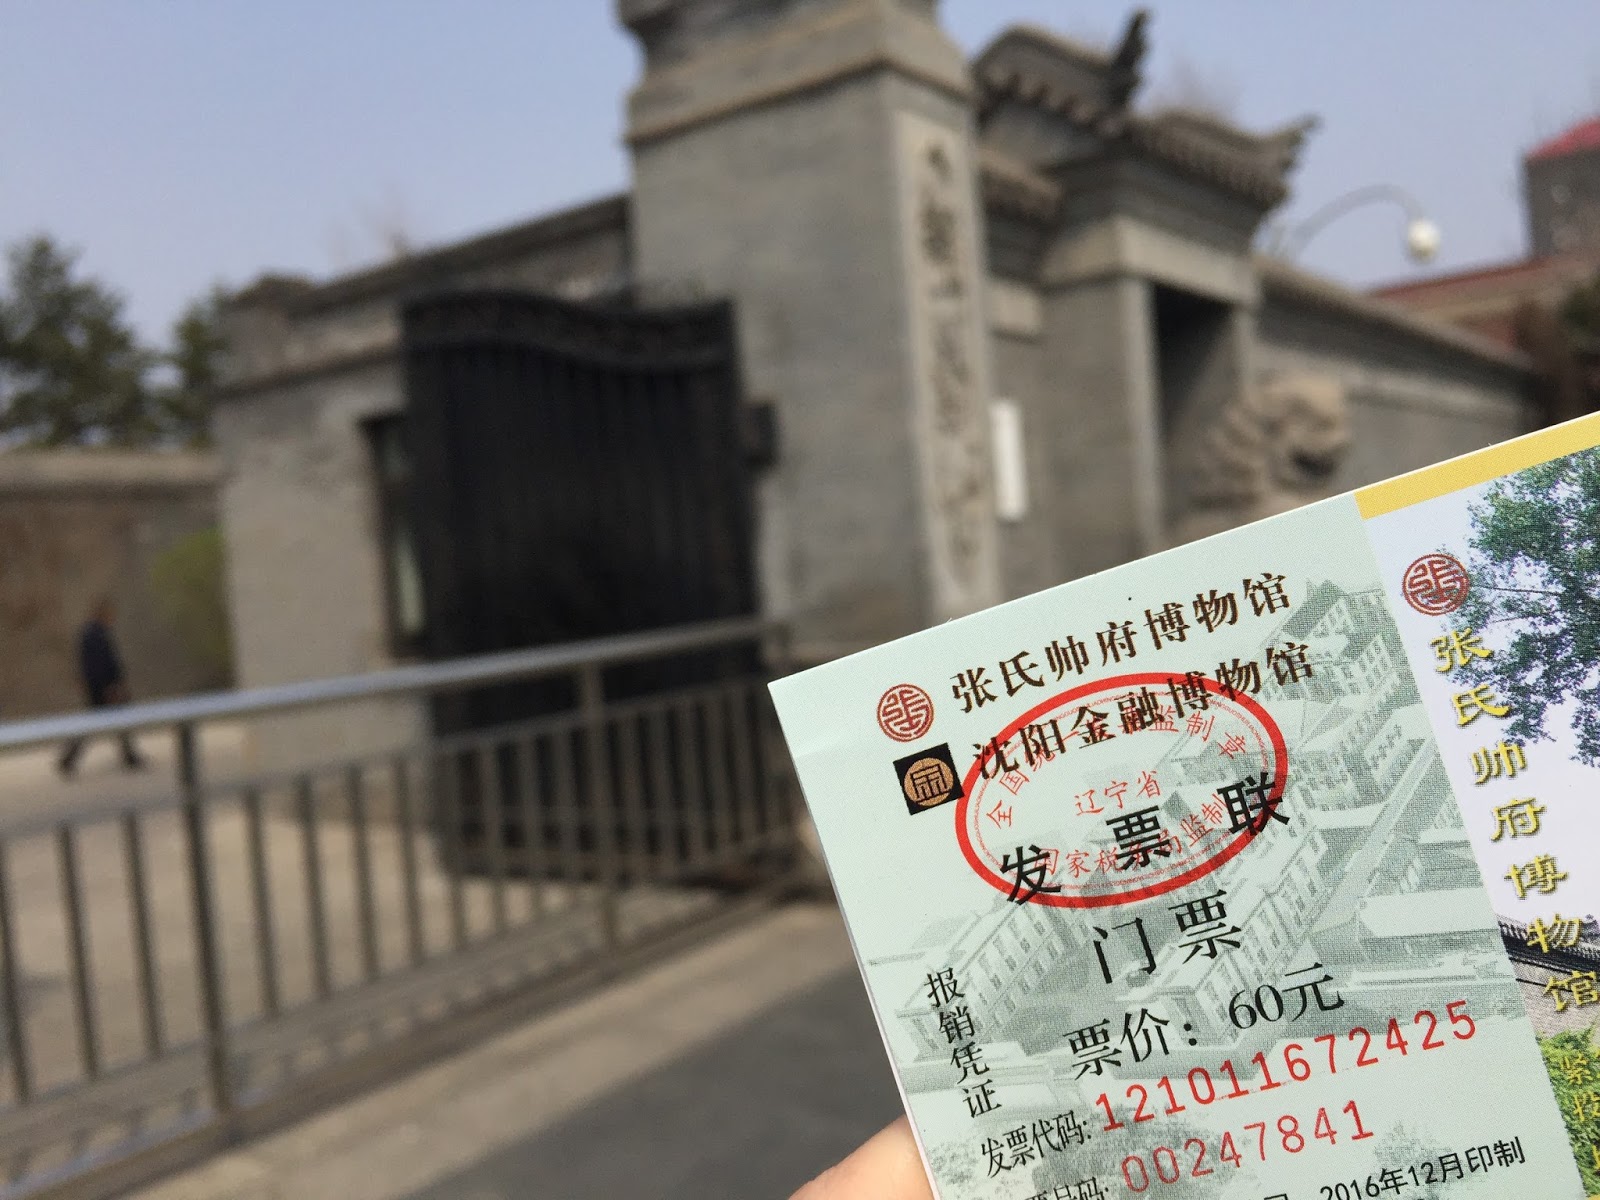 张氏帅府博物馆
沈阳金融博物馆
全国统一发票监制章
辽宁省
国家税务局监制
发票联
门票
票价：60元
报销凭证
发票代码：121011672425
00247841
2016年12月印制
张氏帅府博物馆